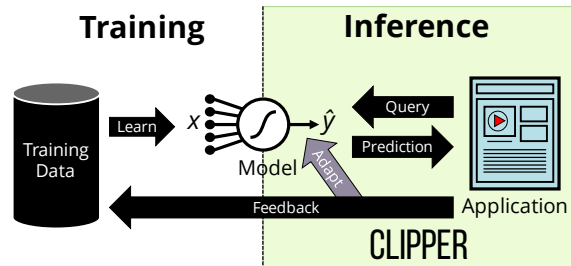 Training
Inference
Query
x
ŷ
Learn
Prediction
Training
Data
Model
Adapt
Feedback
Application
CLIPPER